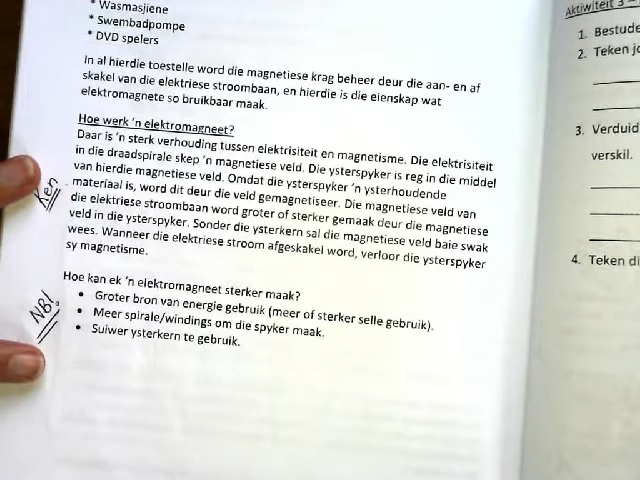 * Wasmasjiene
* Swembadpompe
* DVD spelers
In al hierdie toestelle word die magnetiese krag beheer deur die aan- en af
skakel van die elektriese stroombaan, en hierdie is die eienskap wat
elektromagnete so bruikbaar maak.
Hoe werk 'n elektromagneet?
Daar is 'n sterk verhouding tussen elektrisiteit en magnetisme. Die elektrisiteit
in die draadspirale skep 'n magnetiese veld. Die ysterspyker is reg in die middel
van hierdie magnetiese veld. Omdat die ysterspyker 'n ysterhoudende
materiaal is, word dit deur die veld gemagnetiseer. Die magnetiese veld van
die elektriese stroombaan word groter of sterker gemaak deur die magnetiese
veld in die ysterspyker. Sonder die ysterkern sal die magnetiese veld baie swak
wees. Wanneer die elektriese stroom afgeskakel word, verloor die ysterspyker
sy magnetisme.
Ken
Hoe kan ek 'n elektromagneet sterker maak?
• Groter bron van energie gebruik (meer of sterker selle gebruik).
• Meer spirale/windings om die spyker maak.
• Suiwer ysterkern te gebruik.
NB!
Aktiwiteit 3 –
1. Bestude
2. Teken
3. Verduid
verskil.
4. Teken di